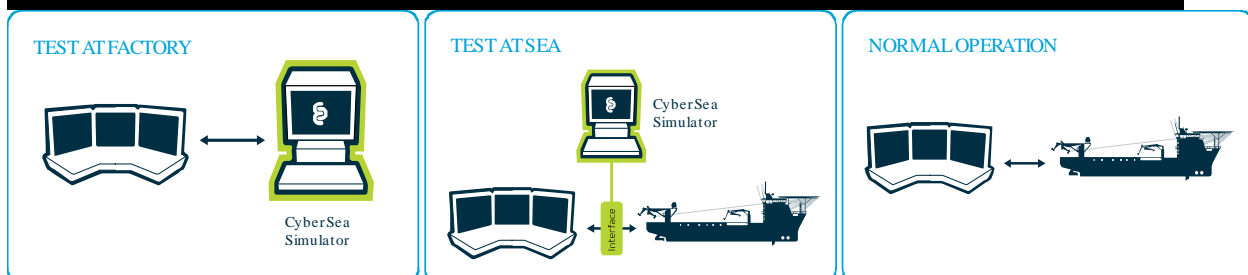 TEST AT FACTORY
CyberSea
Simulator
TEST AT SEA
CyberSea
Simulator
Interface
NORMAL OPERATION